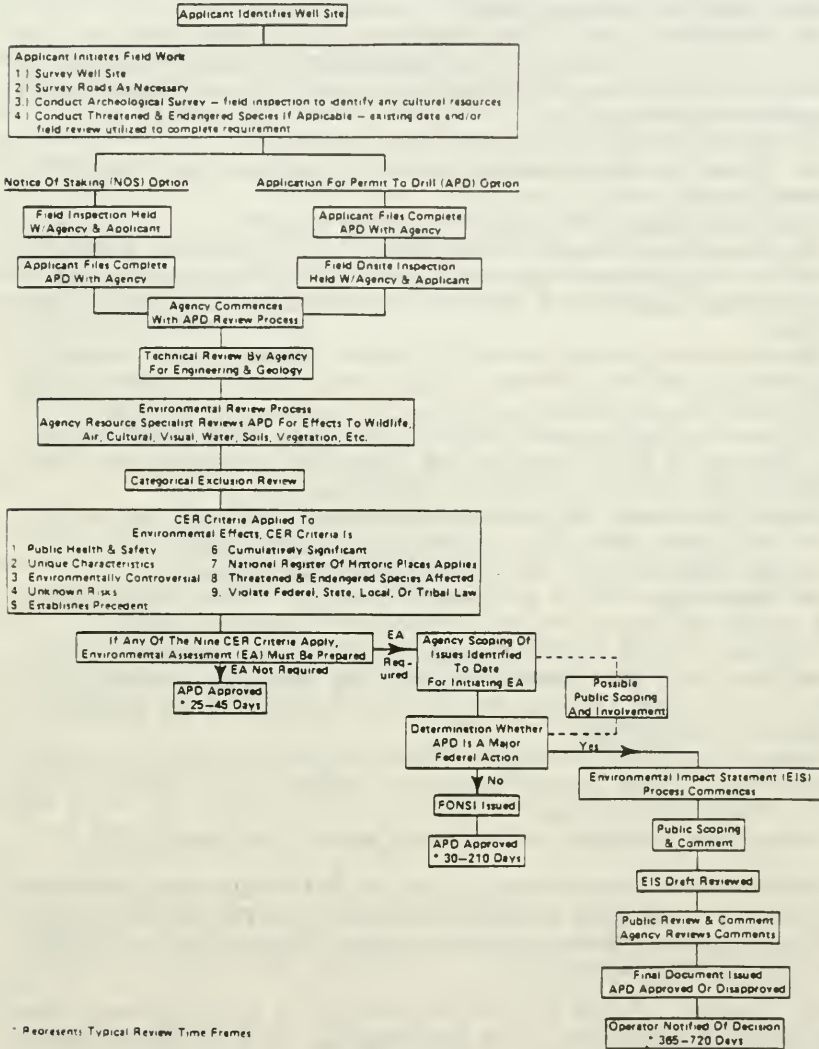 Applicant Identifies Well Site
Applicant Initietes Field Work
1.) Survey Well Site
2.) Survey Roads As Necessary
3.) Conduct Archeological Survey — field inspection to identify any cultural resources
4.) Conduct Threatened & Endangered Species If Applicable — existing date end/or
field review utilized to complete requirement
Notice Of Staking (NOS) Option
Field Inspection Held
W/Agency & Applicant
Applicant Files Complete
APD With Agency
Application For Permit To Drill (APD) Option
Applicant Files Complete
APD With Agency
Field Onsite Inspection
Held W/Agency & Applicant
Agency Commences
With APD Review Process
Technical Review By Agency
For Engineering & Geology
Environmental Review Process
Agency Resource Specialist Reviews APD For Effects To Wildlife,
Air, Cultural, Visual, Water, Soils, Vegetation, Etc.
Categorical Exclusion Review
CER Criteria Applied To
Environmental Effects, CER Criteria Is
1 Public Health & Safety
2 Unique Characteristics
3 Environmentally Controversial
4 Unknown Risks
5 Establishes Precedent
6 Cumulatively Significant
7 National Register Of Historic Places Applies
8 Threatened & Endangered Species Affected
9. Violate Federal, State, Local, Or Tribal Law
If Any Of The Nine CER Criteria Apply,
Environmental Assessment (EA) Must Be Prepared
EA Not Required
APD Approved
* 25–45 Days
EA
Req-
uired
Agency Scoping Of
Issues Identified
To Date
For Initiating EA
Possible
Public Scoping
And Involvement
Determination Whether
APD Is A Major
Federal Action
No
FONSI Issued
APD Approved
* 30–210 Days
Yes
Environmental Impact Statement (EIS)
Process Commences
Public Scoping
& Comment
EIS Draft Reviewed
Public Review & Comment
Agency Reviews Comments
Final Document Issued
APD Approved Or Disapproved
Operator Notified Of Decision
* 365–720 Days
* Represents Typical Review Time Frames